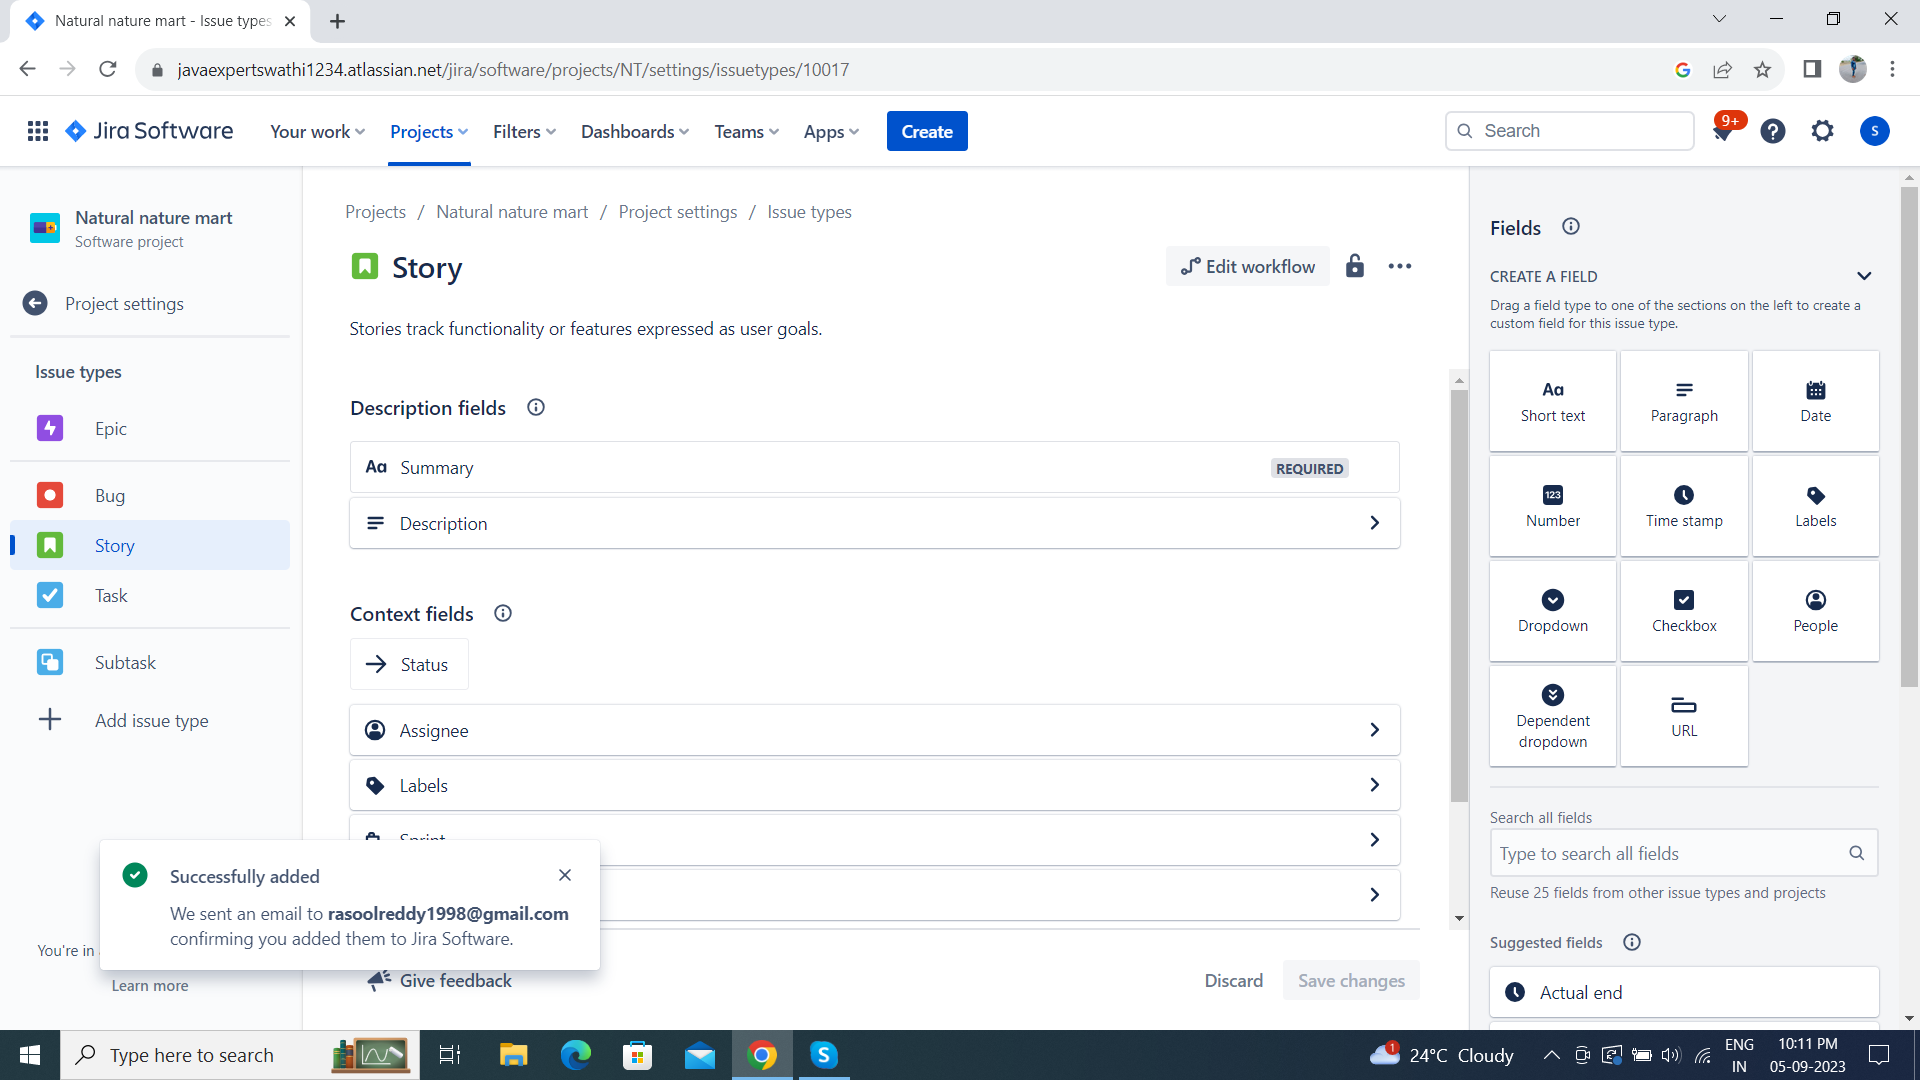 Natural nature mart - Issue types
javaexpertswathi1234.atlassian.net/jira/software/projects/NT/settings/issuetypes/10017
Jira Software
Your work
Projects
Filters
Dashboards
Teams
Apps
Create
Search
9+
S
Natural nature mart
Software project
Project settings
Issue types
Epic
Bug
Story
Task
Subtask
Add issue type
You're in
Learn more
Projects / Natural nature mart / Project settings / Issue types
Story
Edit workflow
Stories track functionality or features expressed as user goals.
Description fields
Aa Summary REQUIRED
Description
Context fields
Status
Assignee
Labels
Sprint
Successfully added
We sent an email to rasoolreddy1998@gmail.com
confirming you added them to Jira Software.
Give feedback
Discard
Save changes
Fields
CREATE A FIELD
Drag a field type to one of the sections on the left to create a
custom field for this issue type.
Aa
Short text
Paragraph
Date
123
Number
Time stamp
Labels
Dropdown
Checkbox
People
Dependent
dropdown
URL
Search all fields
Type to search all fields
Reuse 25 fields from other issue types and projects
Suggested fields
Actual end
Type here to search
S
1
24°C Cloudy
ENG
IN
10:11 PM
05-09-2023